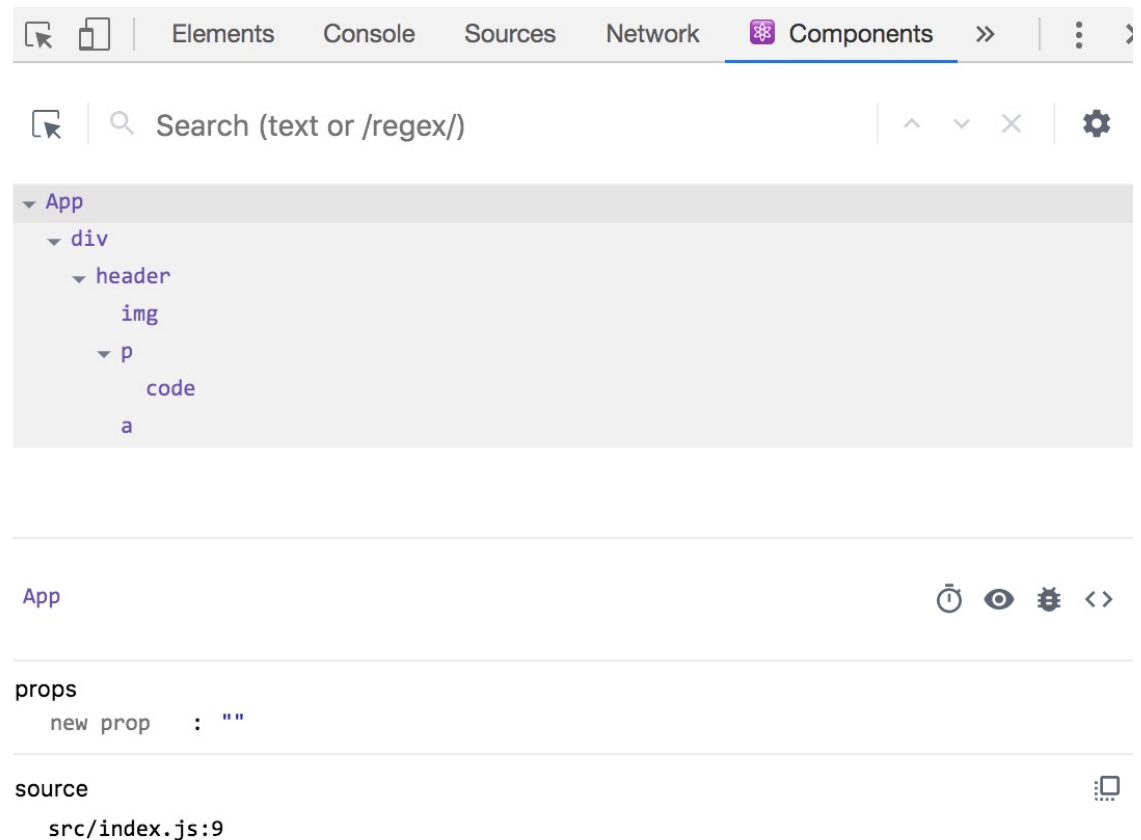 Elements Console Sources Network Components
Search (text or /regex/)
App
div
header
img
p
code
a
App
props
new prop : ""
source
src/index.js:9